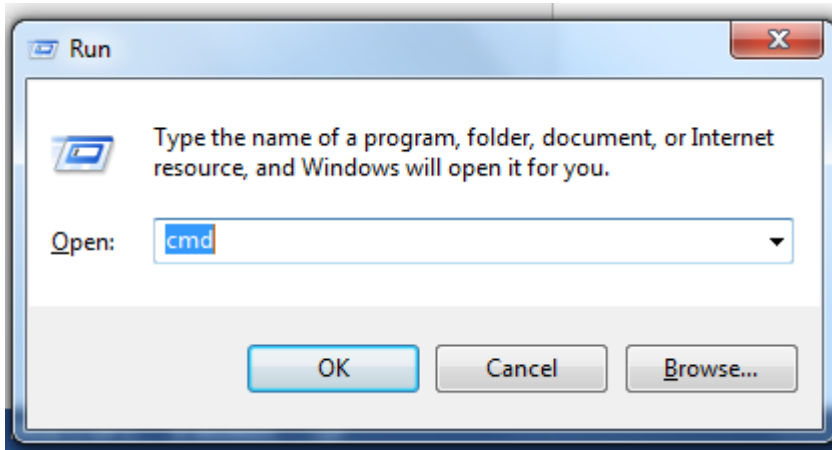 Run
Type the name of a program, folder, document, or Internet
resource, and Windows will open it for you.
Open: cmd
OK Cancel Browse...